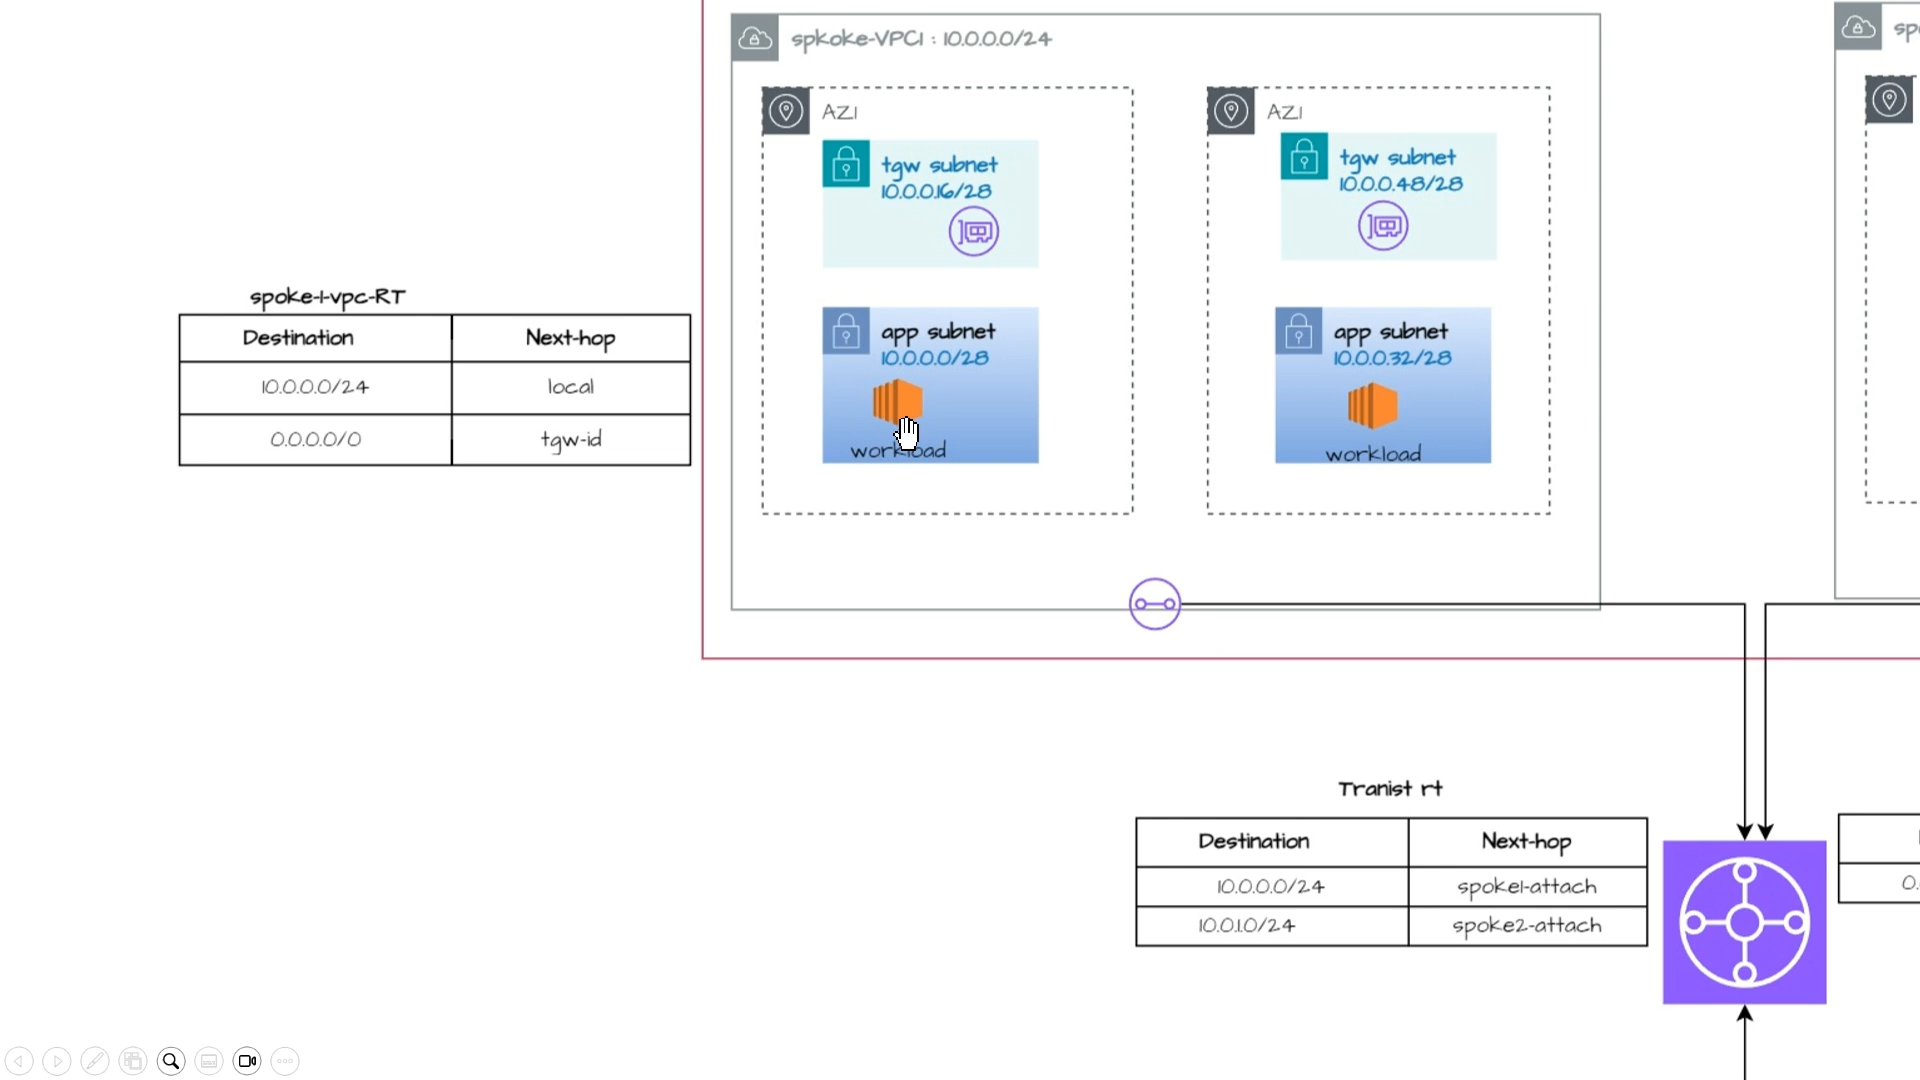 spkoke-VPC1 : 10.0.0.0/24
AZ1
tgw subnet
10.0.0.16/28
app subnet
10.0.0.0/28
workload
AZ1
tgw subnet
10.0.0.48/28
app subnet
10.0.0.32/28
workload
spoke-1-vpc-RT
Destination Next-hop
10.0.0.0/24 local
0.0.0.0/0 tgw-id
Tranist rt
Destination Next-hop
10.0.0.0/24 spoke1-attach
10.0.1.0/24 spoke2-attach